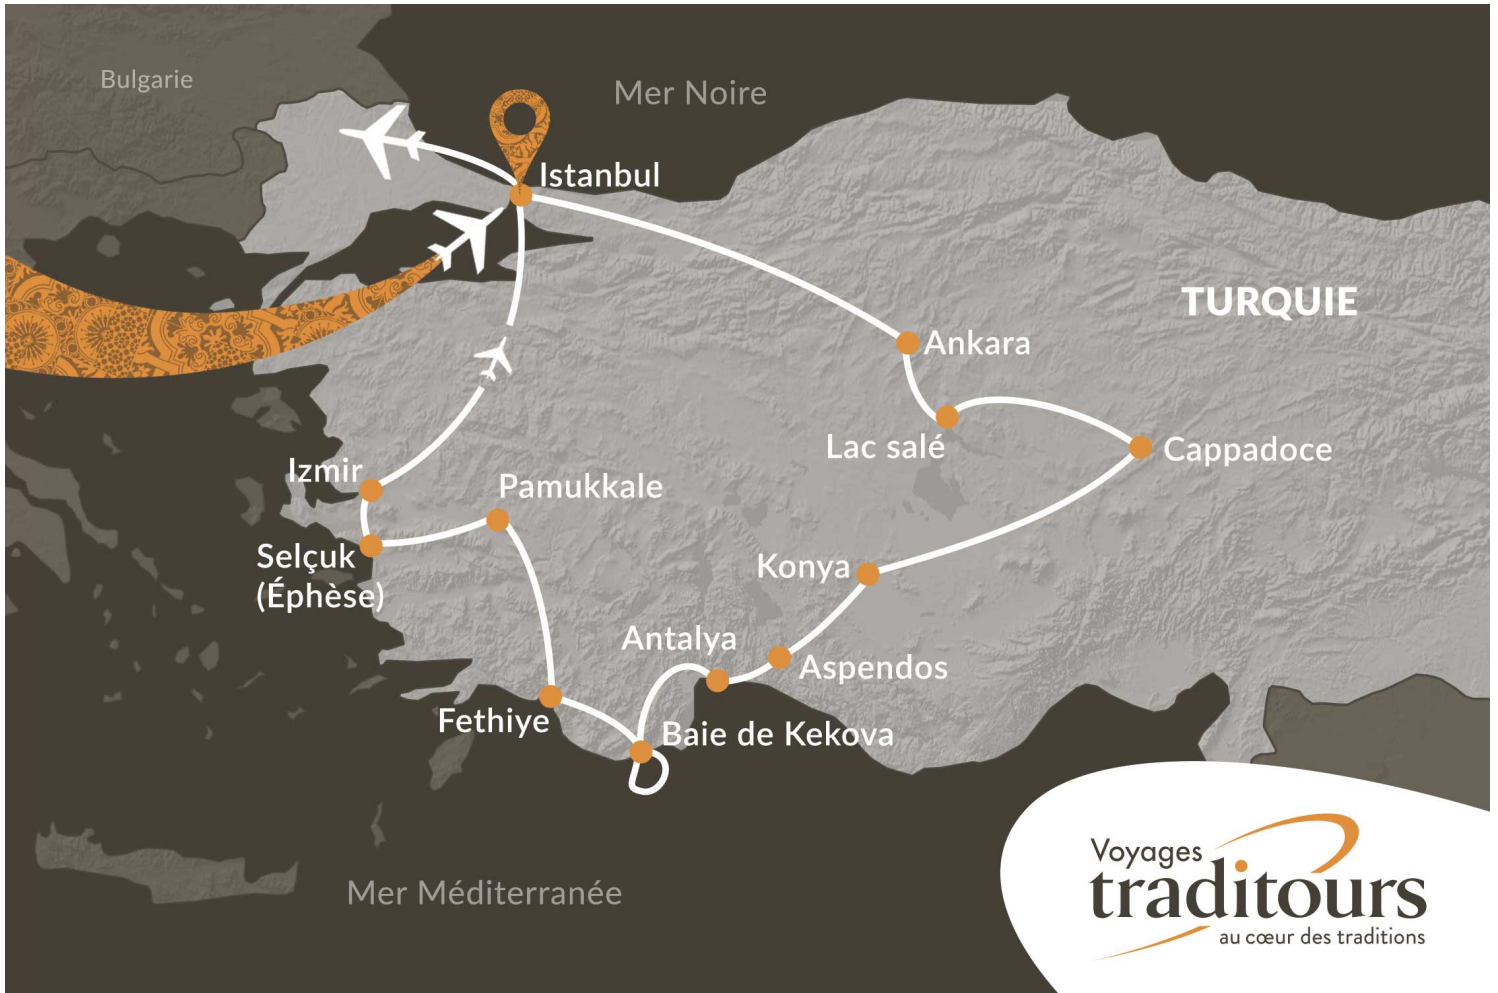 Bulgarie
Mer Noire
Istanbul
TURQUIE
Ankara
Lac salé
Cappadoce
Izmir
Pamukkale
Selçuk
(Éphèse)
Konya
Antalya
Aspendos
Fethiye
Baie de Kekova
Mer Méditerranée
Voyages
traditours
au cœur des traditions